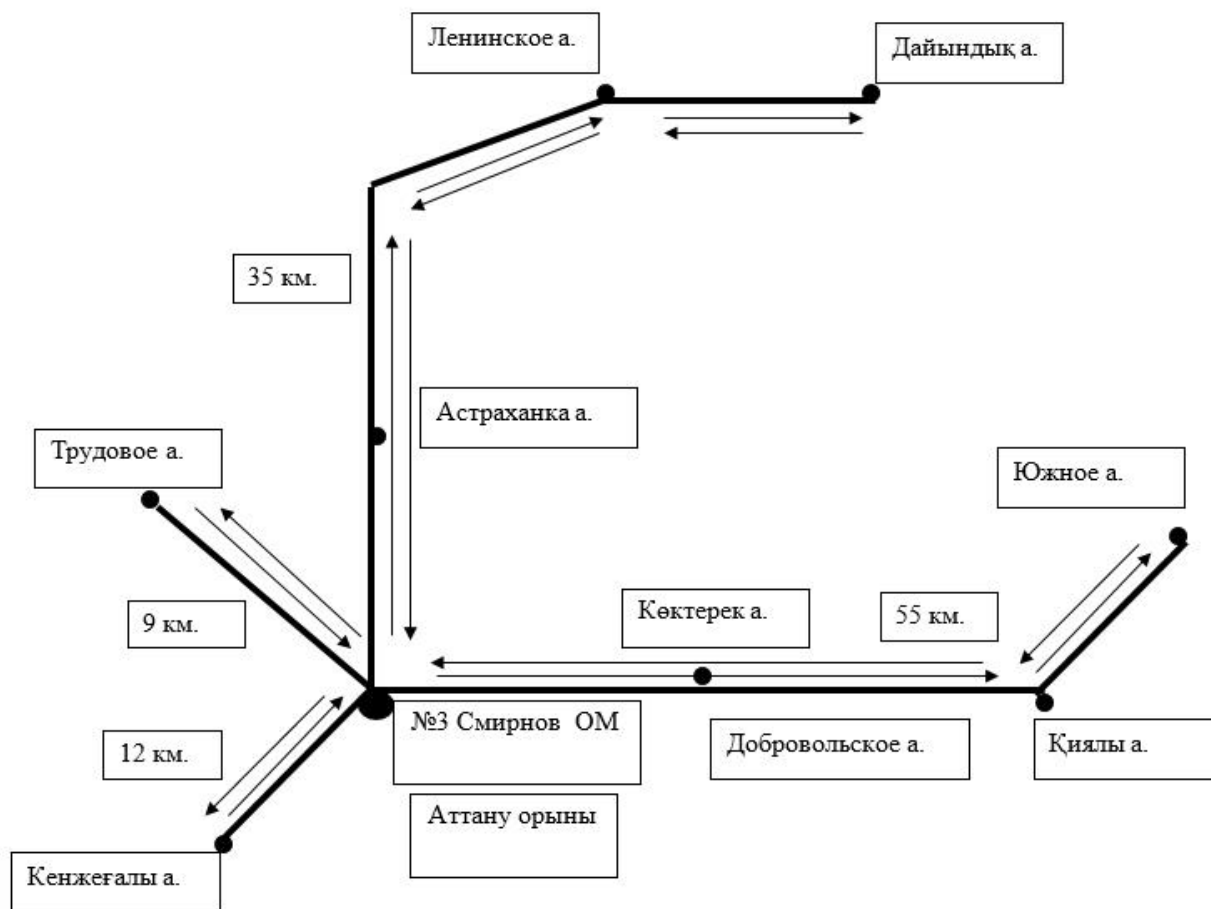 Ленинское а.
Дайындық а.
35 км.
Астраханка а.
Трудовое а.
Южное а.
9 км.
Көктерек а.
55 км.
№3 Смирнов ОМ
12 км.
Добровольское а.
Қиялы а.
Аттану орыны
Кенжеғалы а.